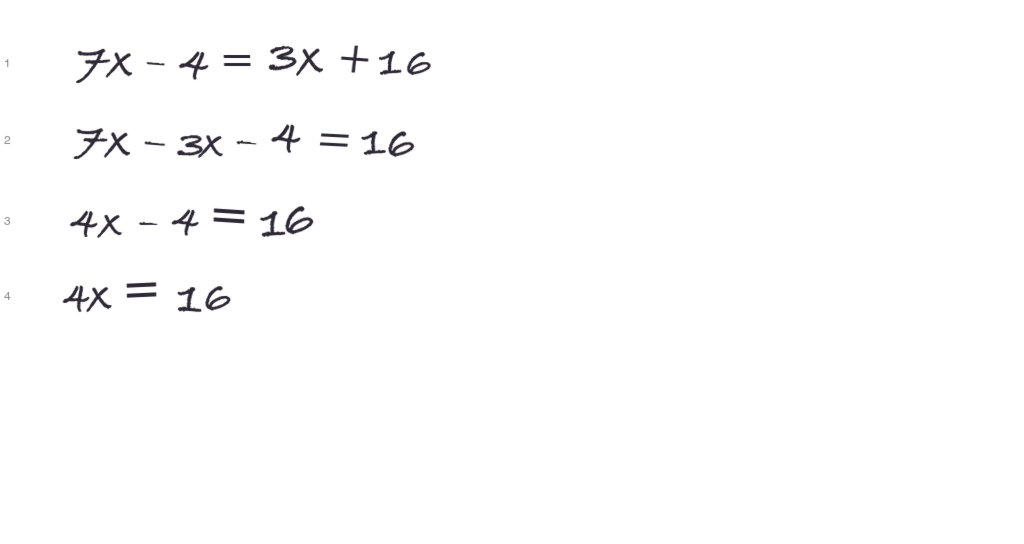 1 7x - 4 = 3x + 16
2 7x - 3x - 4 = 16
3 4x - 4 = 16
4 4x = 16